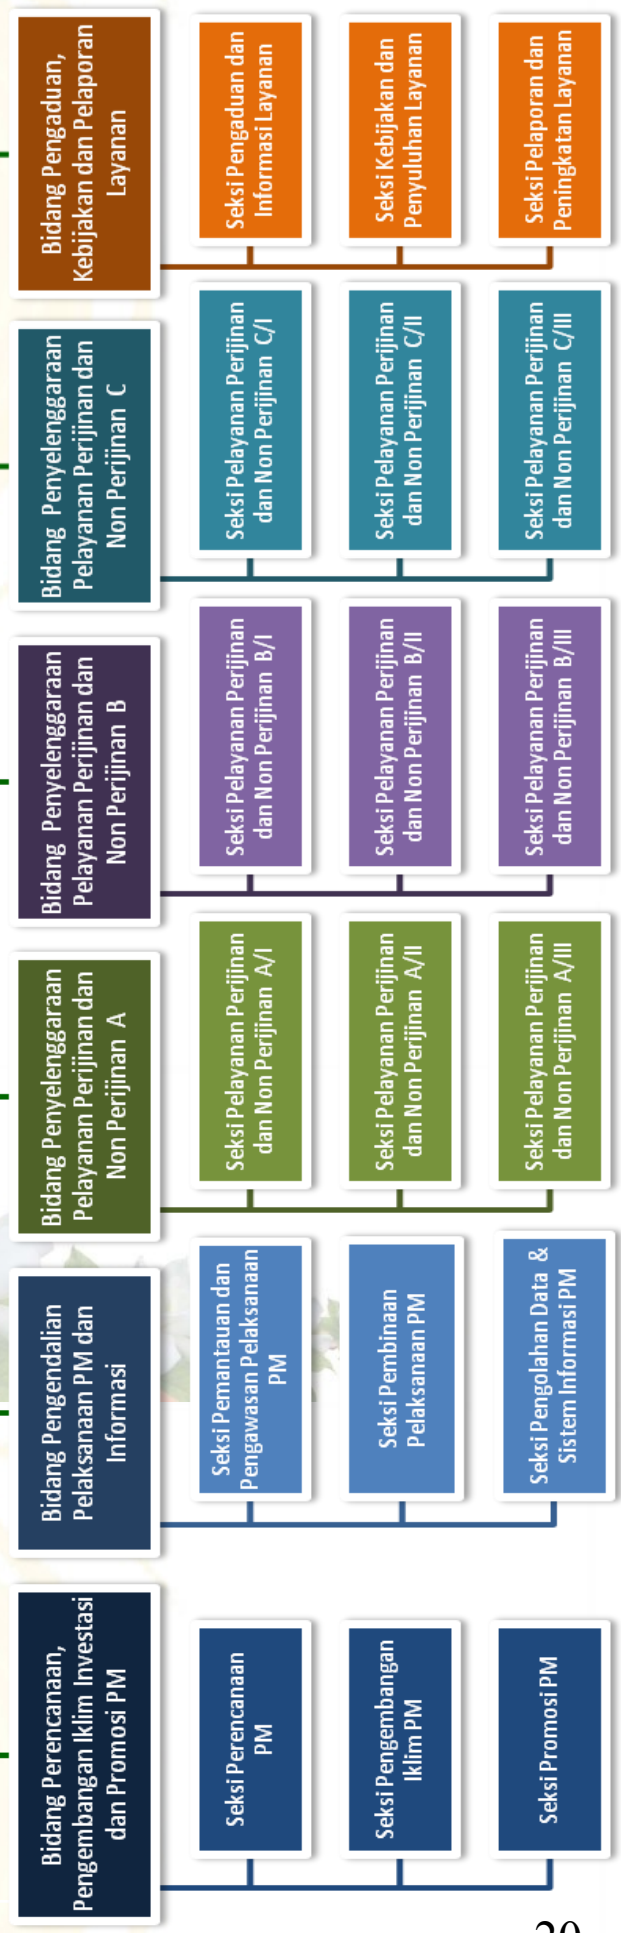 Bidang Perencanaan,
Pengembangan Iklim Investasi
dan Promosi PM
Seksi Perencanaan
PM
Seksi Pengembangan
Iklim PM
Seksi Promosi PM
Bidang Pengendalian
Pelaksanaan PM dan
Informasi
Seksi Pemantauan dan
Pengawasan Pelaksanaan
PM
Seksi Pembinaan
Pelaksanaan PM
Seksi Pengolahan Data &
Sistem Informasi PM
Bidang Penyelenggaraan
Pelayanan Perijinan dan
Non Perijinan A
Seksi Pelayanan Perijinan
dan Non Perijinan A/I
Seksi Pelayanan Perijinan
dan Non Perijinan A/II
Seksi Pelayanan Perijinan
dan Non Perijinan A/III
Bidang Penyelenggaraan
Pelayanan Perijinan dan
Non Perijinan B
Seksi Pelayanan Perijinan
dan Non Perijinan B/I
Seksi Pelayanan Perijinan
dan Non Perijinan B/II
Seksi Pelayanan Perijinan
dan Non Perijinan B/III
Bidang Penyelenggaraan
Pelayanan Perijinan dan
Non Perijinan C
Seksi Pelayanan Perijinan
dan Non Perijinan C/I
Seksi Pelayanan Perijinan
dan Non Perijinan C/II
Seksi Pelayanan Perijinan
dan Non Perijinan C/III
Bidang Pengaduan,
Kebijakan dan Pelaporan
Layanan
Seksi Pengaduan dan
Informasi Layanan
Seksi Kebijakan dan
Penyuluhan Layanan
Seksi Pelaporan dan
Peningkatan Layanan